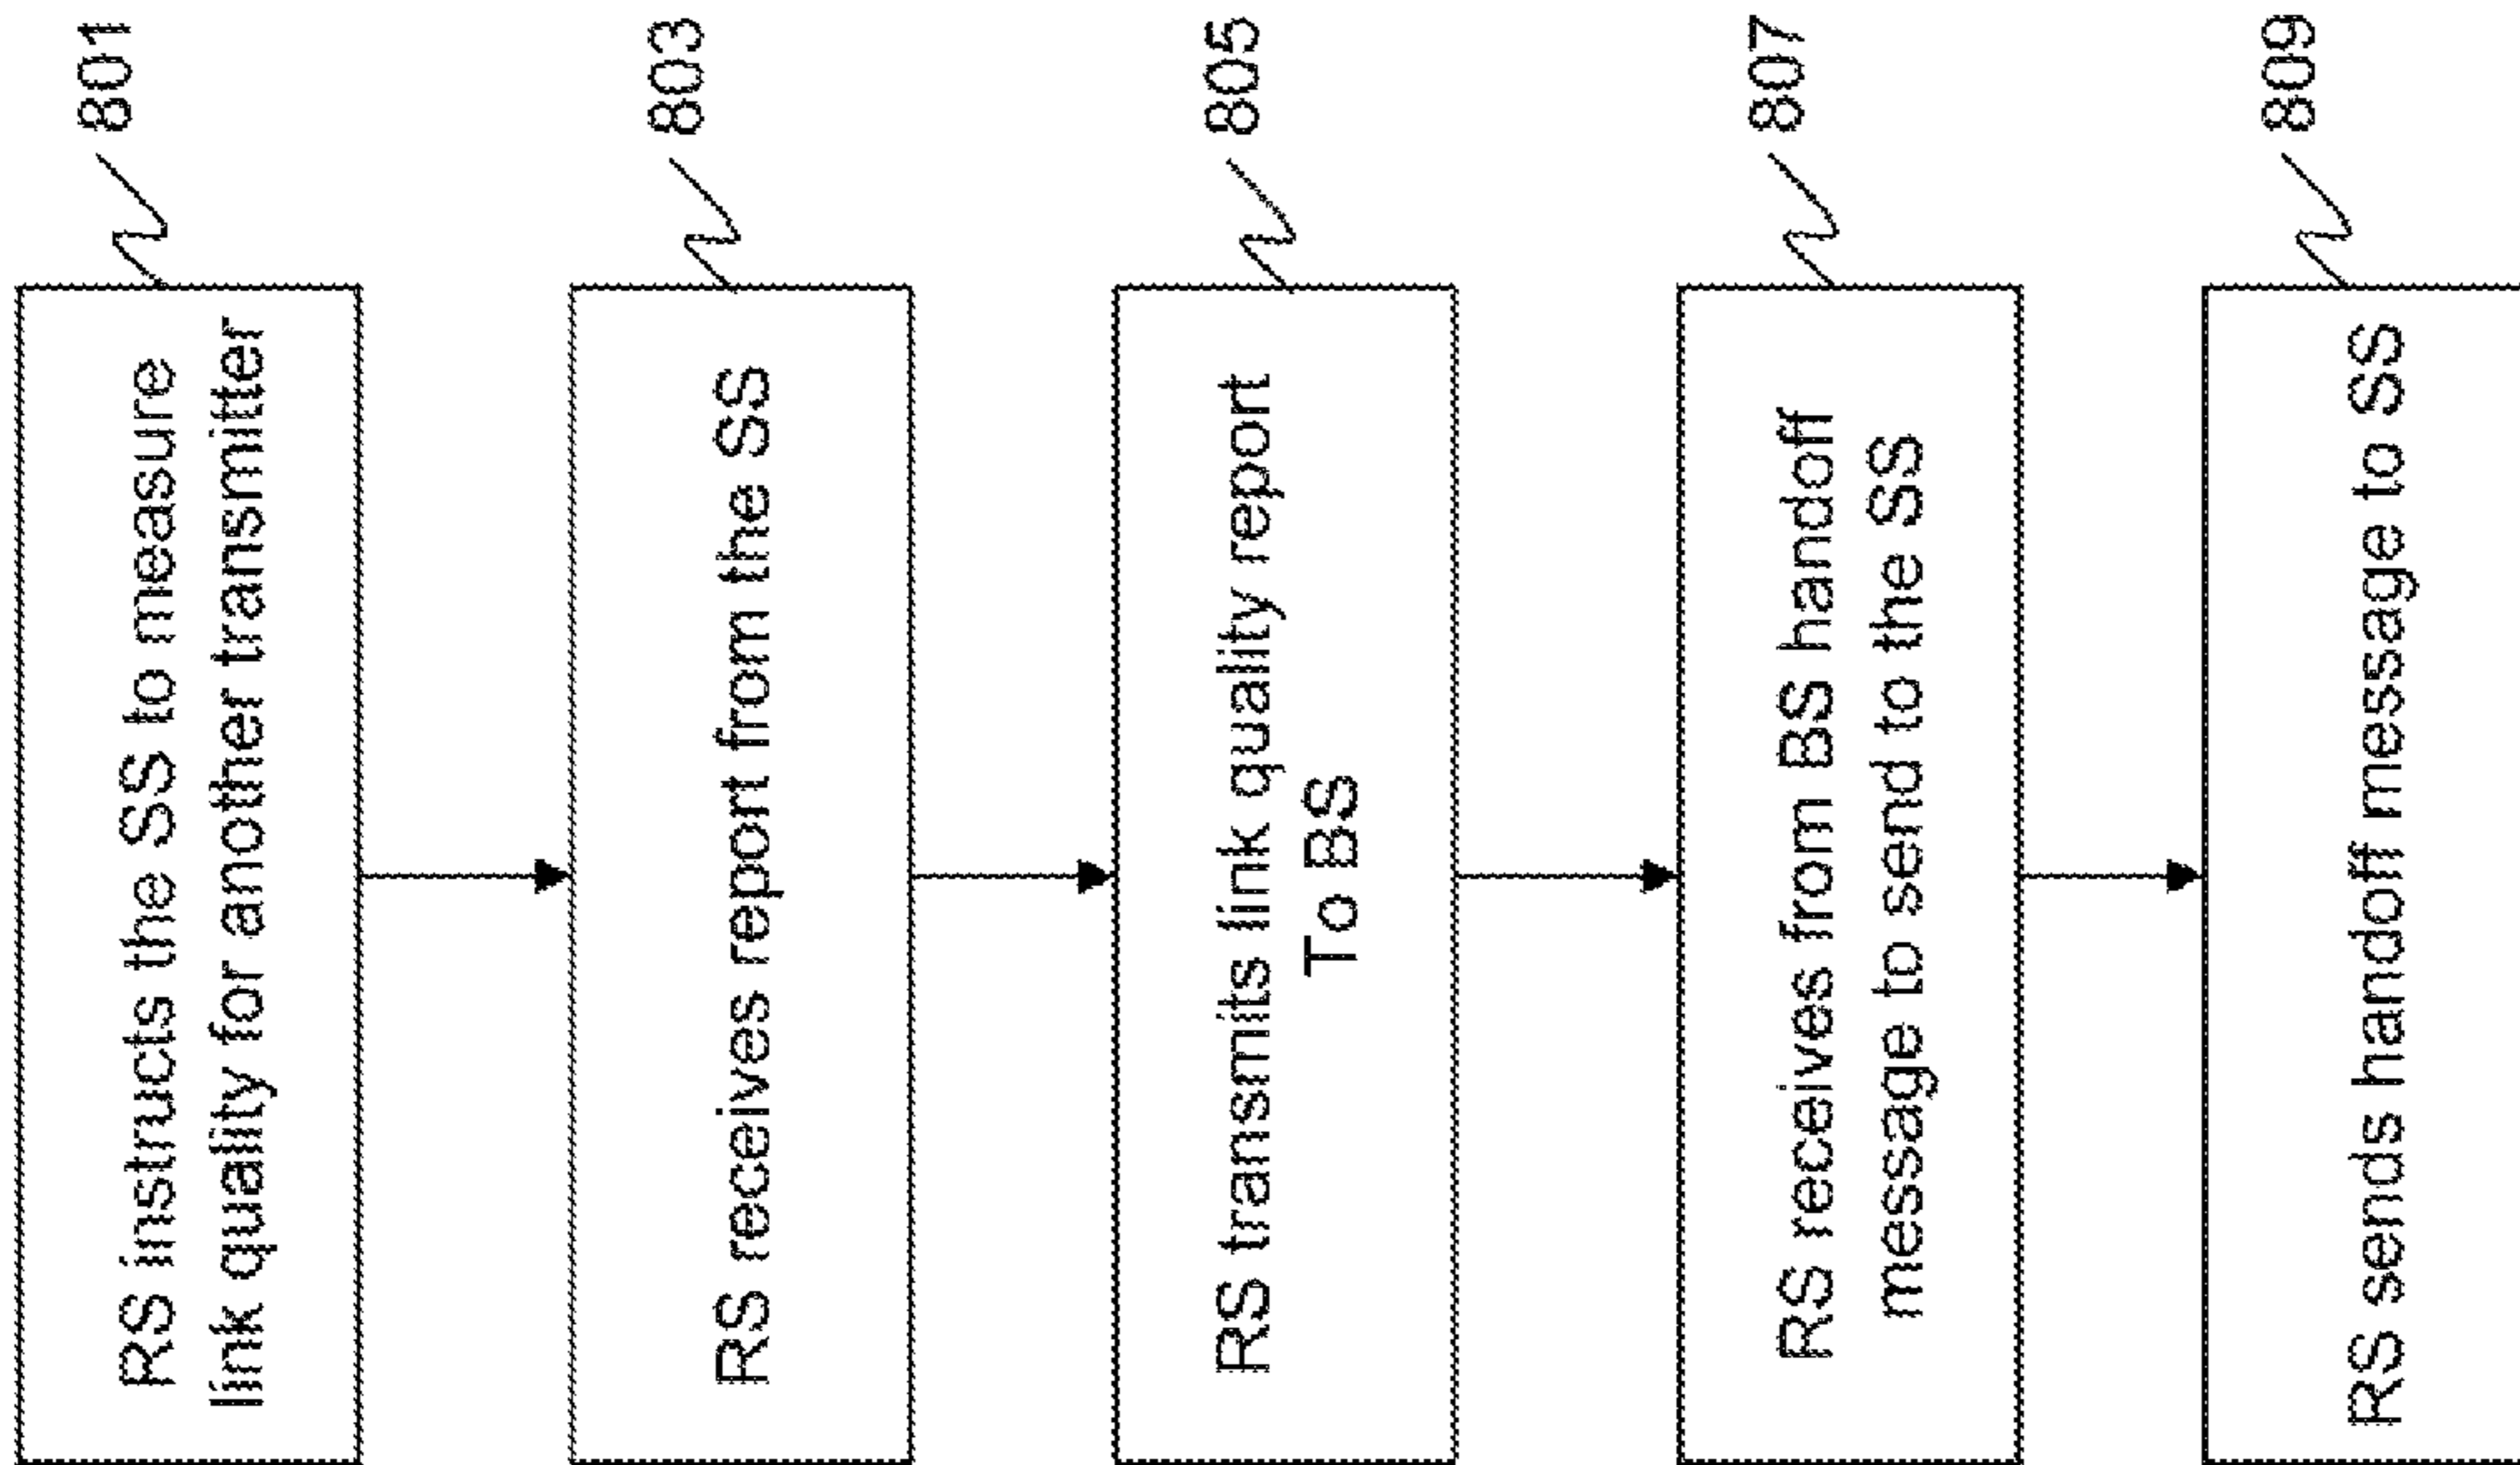 RS instructs the SS to measure
link quality for another transmitter
801
RS receives report from the SS
803
RS transmits link quality report
To BS
805
RS receives from BS handoff
message to send to the SS
807
RS sends handoff message to SS
809